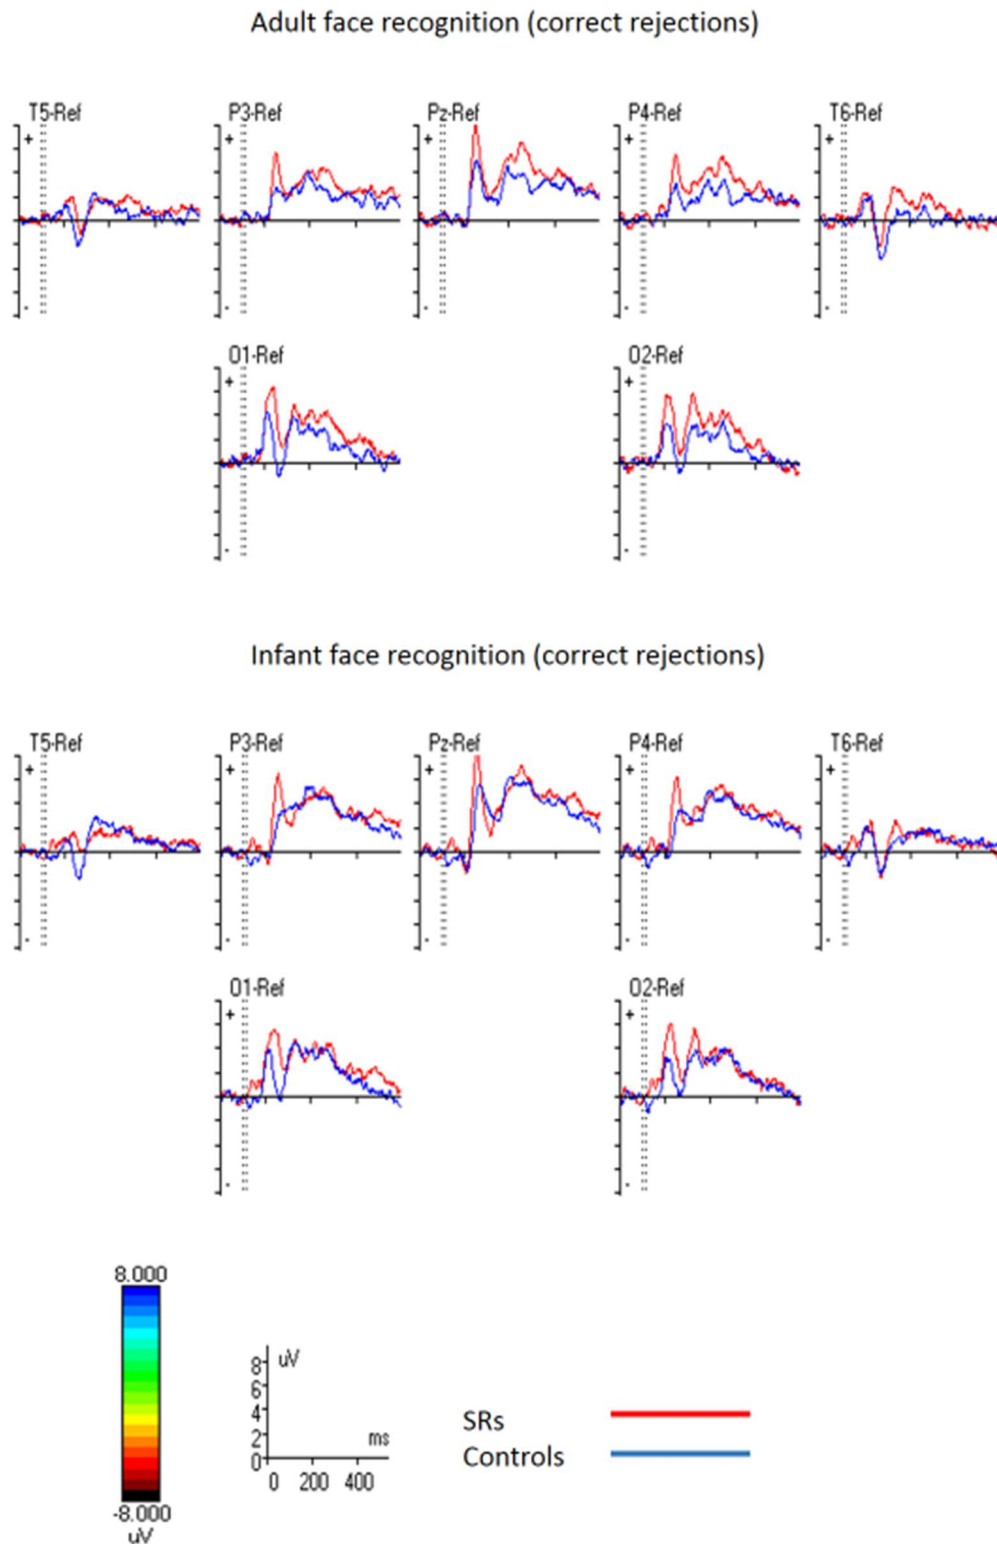 Adult face recognition (correct rejections)
T5-Ref P3-Ref Pz-Ref P4-Ref T6-Ref
+ + + + +
- - - - -
O1-Ref O2-Ref
+ +
- -
Infant face recognition (correct rejections)
T5-Ref P3-Ref Pz-Ref P4-Ref T6-Ref
+ + + + +
- - - - -
O1-Ref O2-Ref
+ +
- -
8.000
-8.000
uV
8 uV
6
4
2 ms
0
0 200 400
SRs
Controls